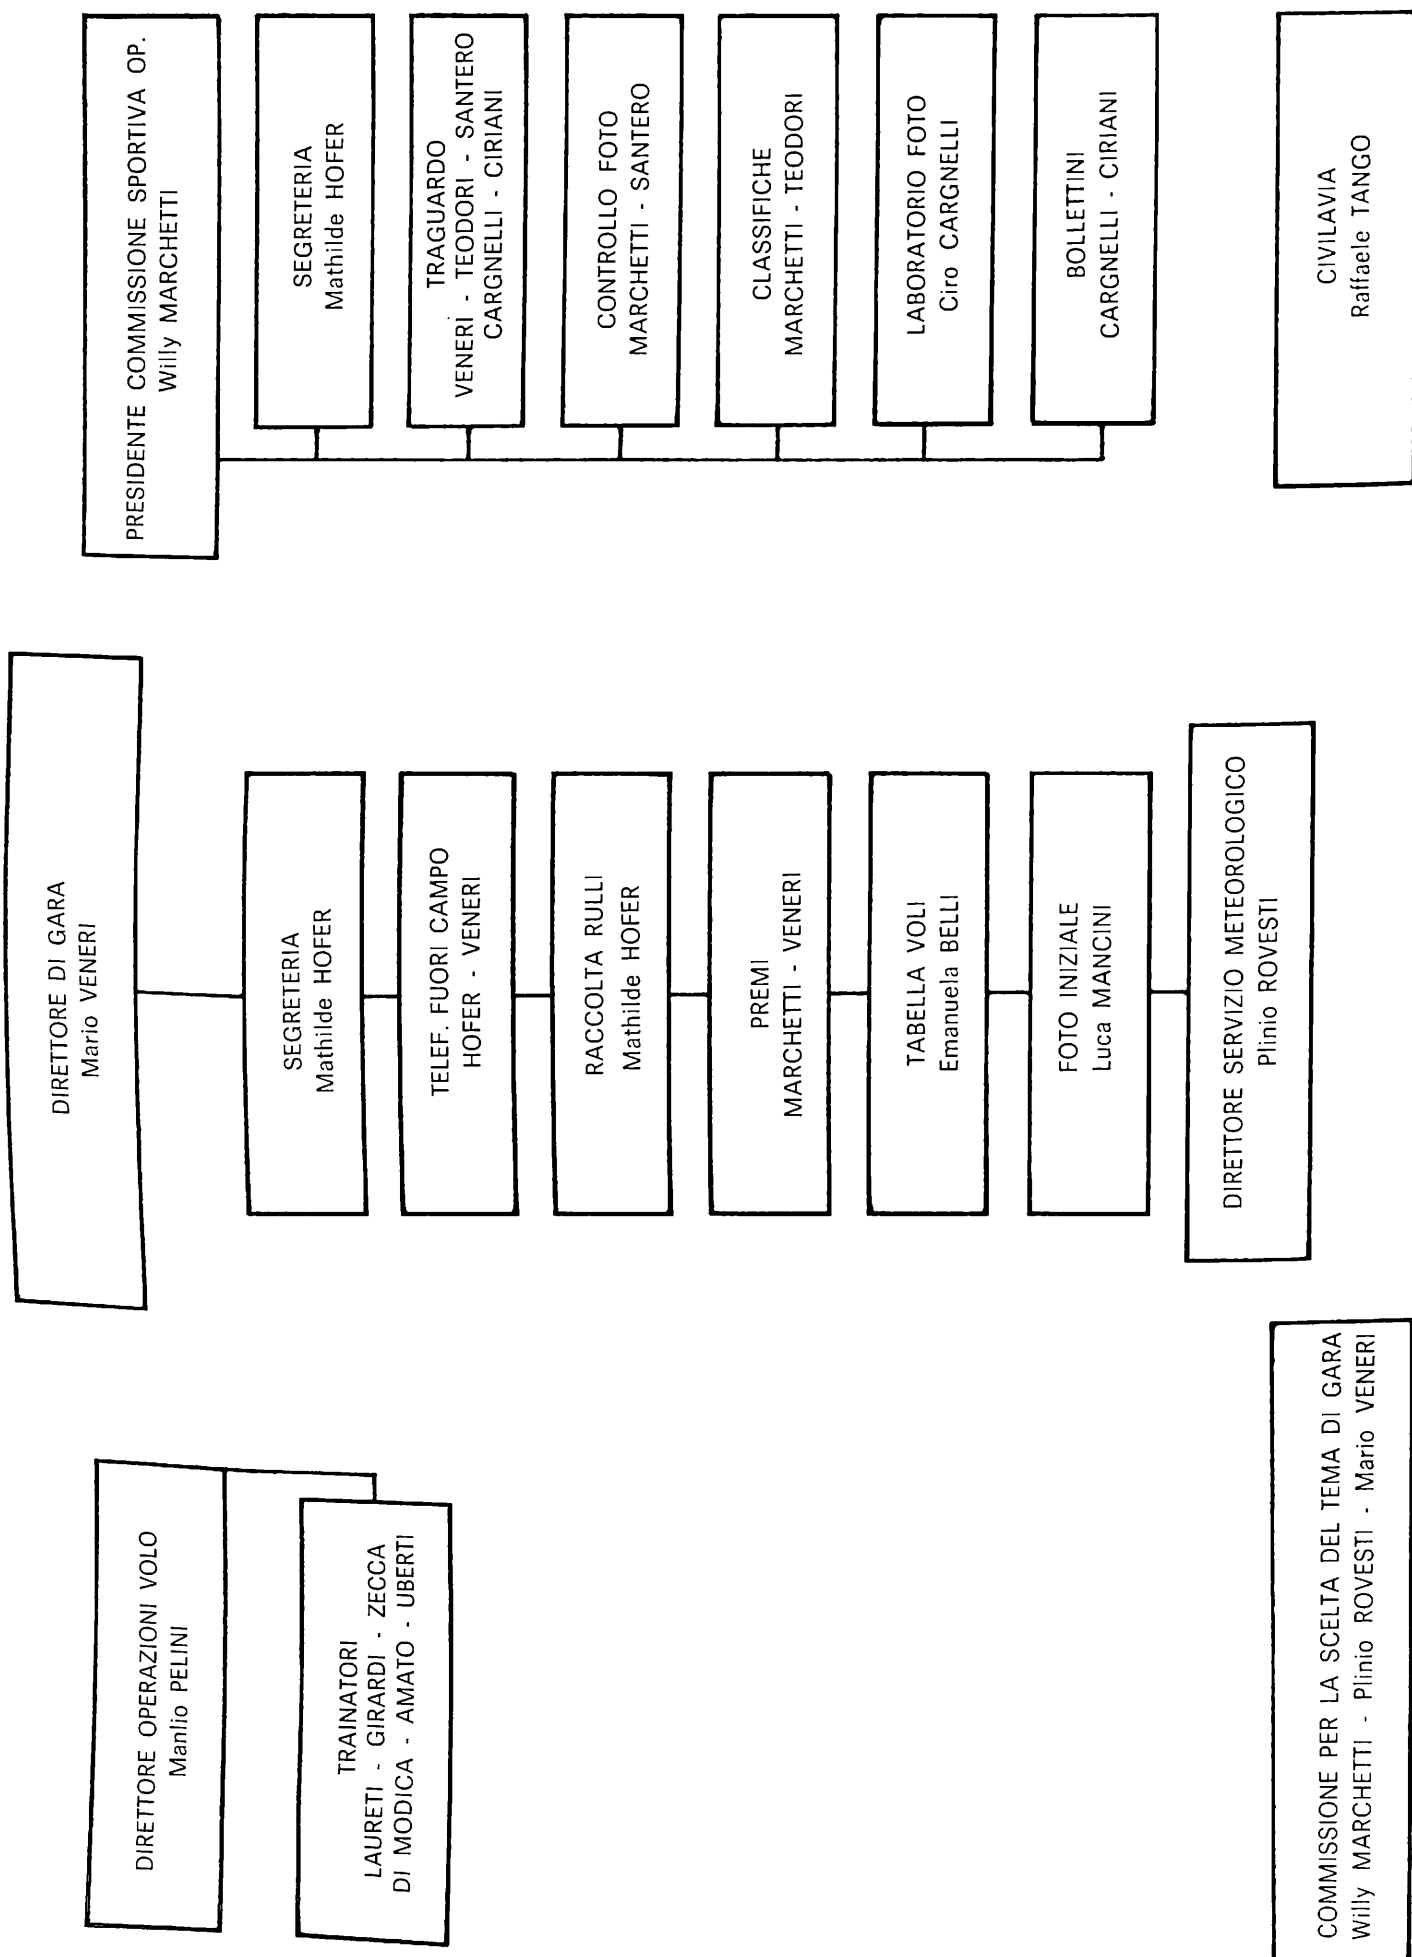 DIRETTORE DI GARA
Mario VENERI
DIRETTORE OPERAZIONI VOLO
Manlio PELINI
TRAINATORI
LAURETI - GIRARDI - ZECCA
DI MODICA - AMATO - UBERTI
SEGRETERIA
Mathilde HOFER
TELEF. FUORI CAMPO
HOFER - VENERI
RACCOLTA RULLI
Mathilde HOFER
PREMI
MARCHETTI - VENERI
TABELLA VOLI
Emanuela BELLI
FOTO INIZIALE
Luca MANCINI
DIRETTORE SERVIZIO METEOROLOGICO
Plinio ROVESTI
PRESIDENTE COMMISSIONE SPORTIVA OP.
Willy MARCHETTI
SEGRETERIA
Mathilde HOFER
TRAGUARDO
VENERI - TEODORI - SANTERO
CARGNELLI - CIRIANI
CONTROLLO FOTO
MARCHETTI - SANTERO
CLASSIFICHE
MARCHETTI - TEODORI
LABORATORIO FOTO
Ciro CARGNELLI
BOLLETTINI
CARGNELLI - CIRIANI
COMMISSIONE PER LA SCELTA DEL TEMA DI GARA
Willy MARCHETTI - Plinio ROVESTI - Mario VENERI
CIVILAVIA
Raffaele TANGO